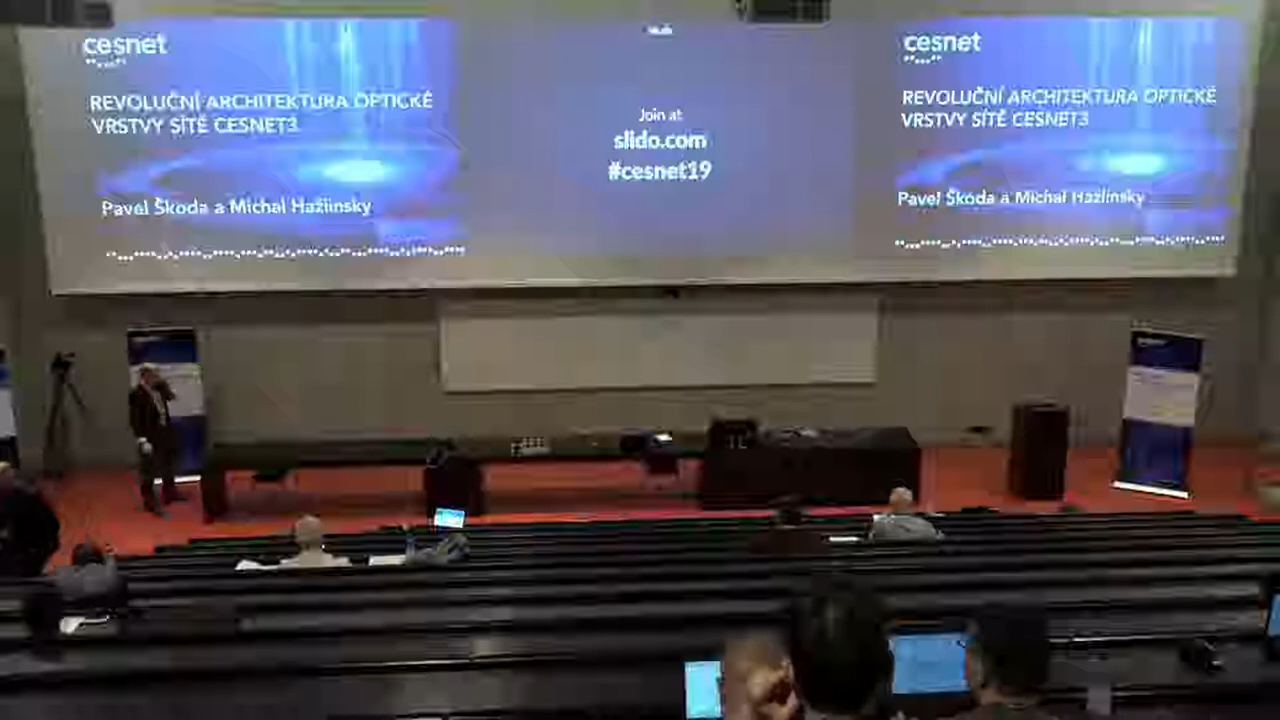 cesnet
REVOLUČNÍ ARCHITEKTURA OPTICKÉ
VRSTVY SÍTĚ CESNET3
Pavel Škoda a Michal Hažlinsky
Join at
slido.com
#cesnet19
cesnet
REVOLUČNÍ ARCHITEKTURA OPTICKÉ
VRSTVY SÍTĚ CESNET3
Pavel Škoda a Michal Hažlinsky